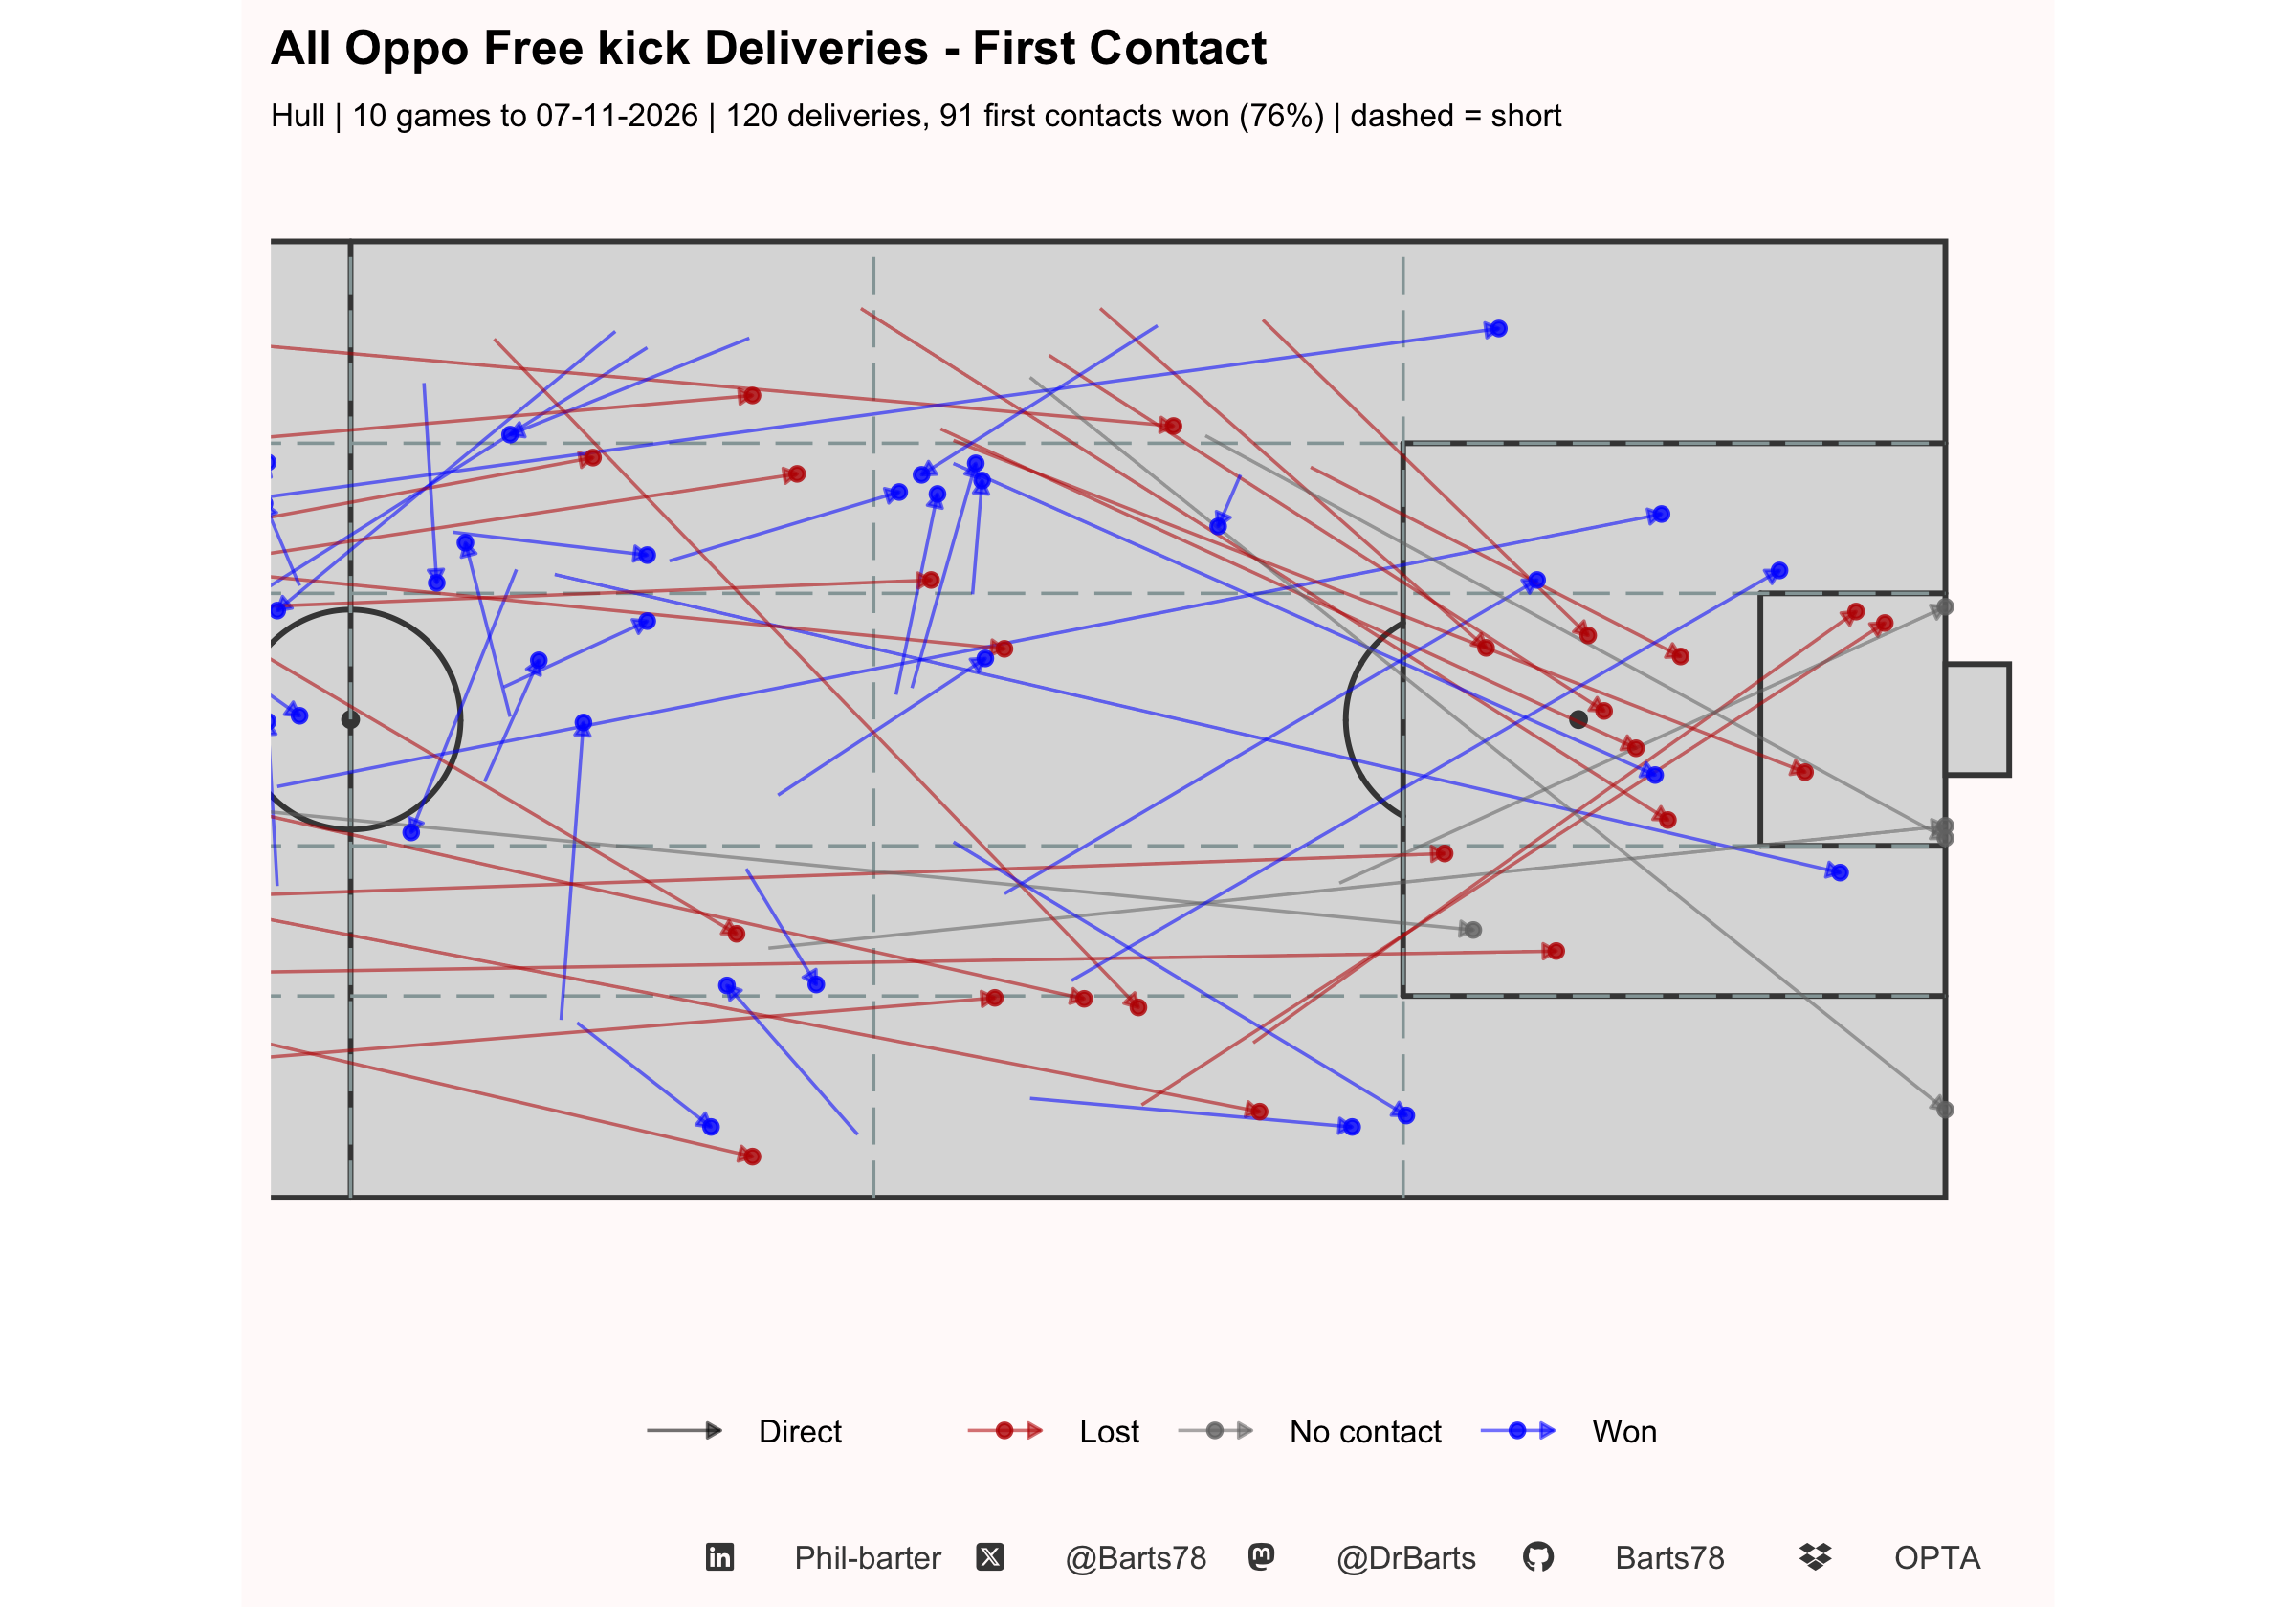 All Oppo Free kick Deliveries - First Contact
Hull | 10 games to 07-11-2026 | 120 deliveries, 91 first contacts won (76%) | dashed = short
Direct Lost No contact Won
Phil-barter @Barts78 @DrBarts Barts78 OPTA